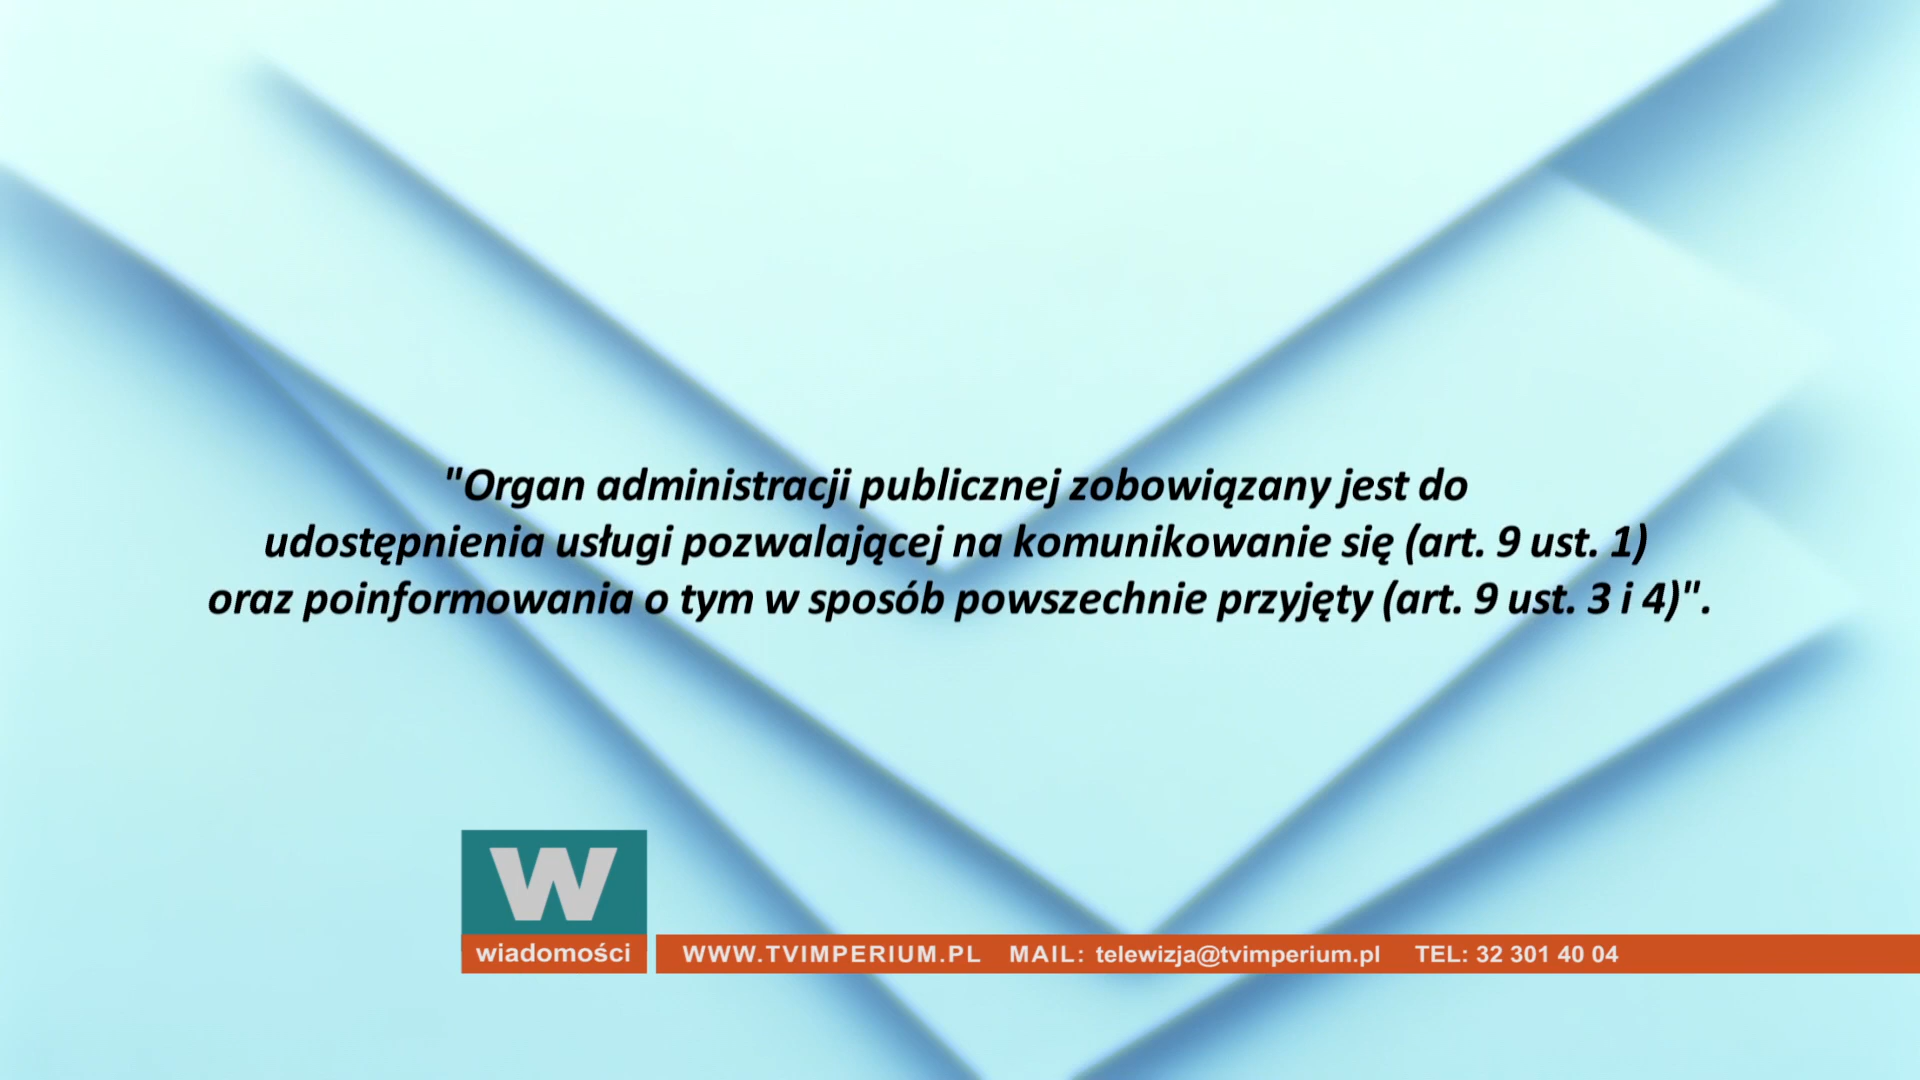 "Organ administracji publicznej zobowiązany jest do
udostępnienia usługi pozwalającej na komunikowanie się (art. 9 ust. 1)
oraz poinformowania o tym w sposób powszechnie przyjęty (art. 9 ust. 3 i 4)".
W
wiadomości
WWW.TVIMPERIUM.PL MAIL: telewizja@tvimperium.pl TEL: 32 301 40 04